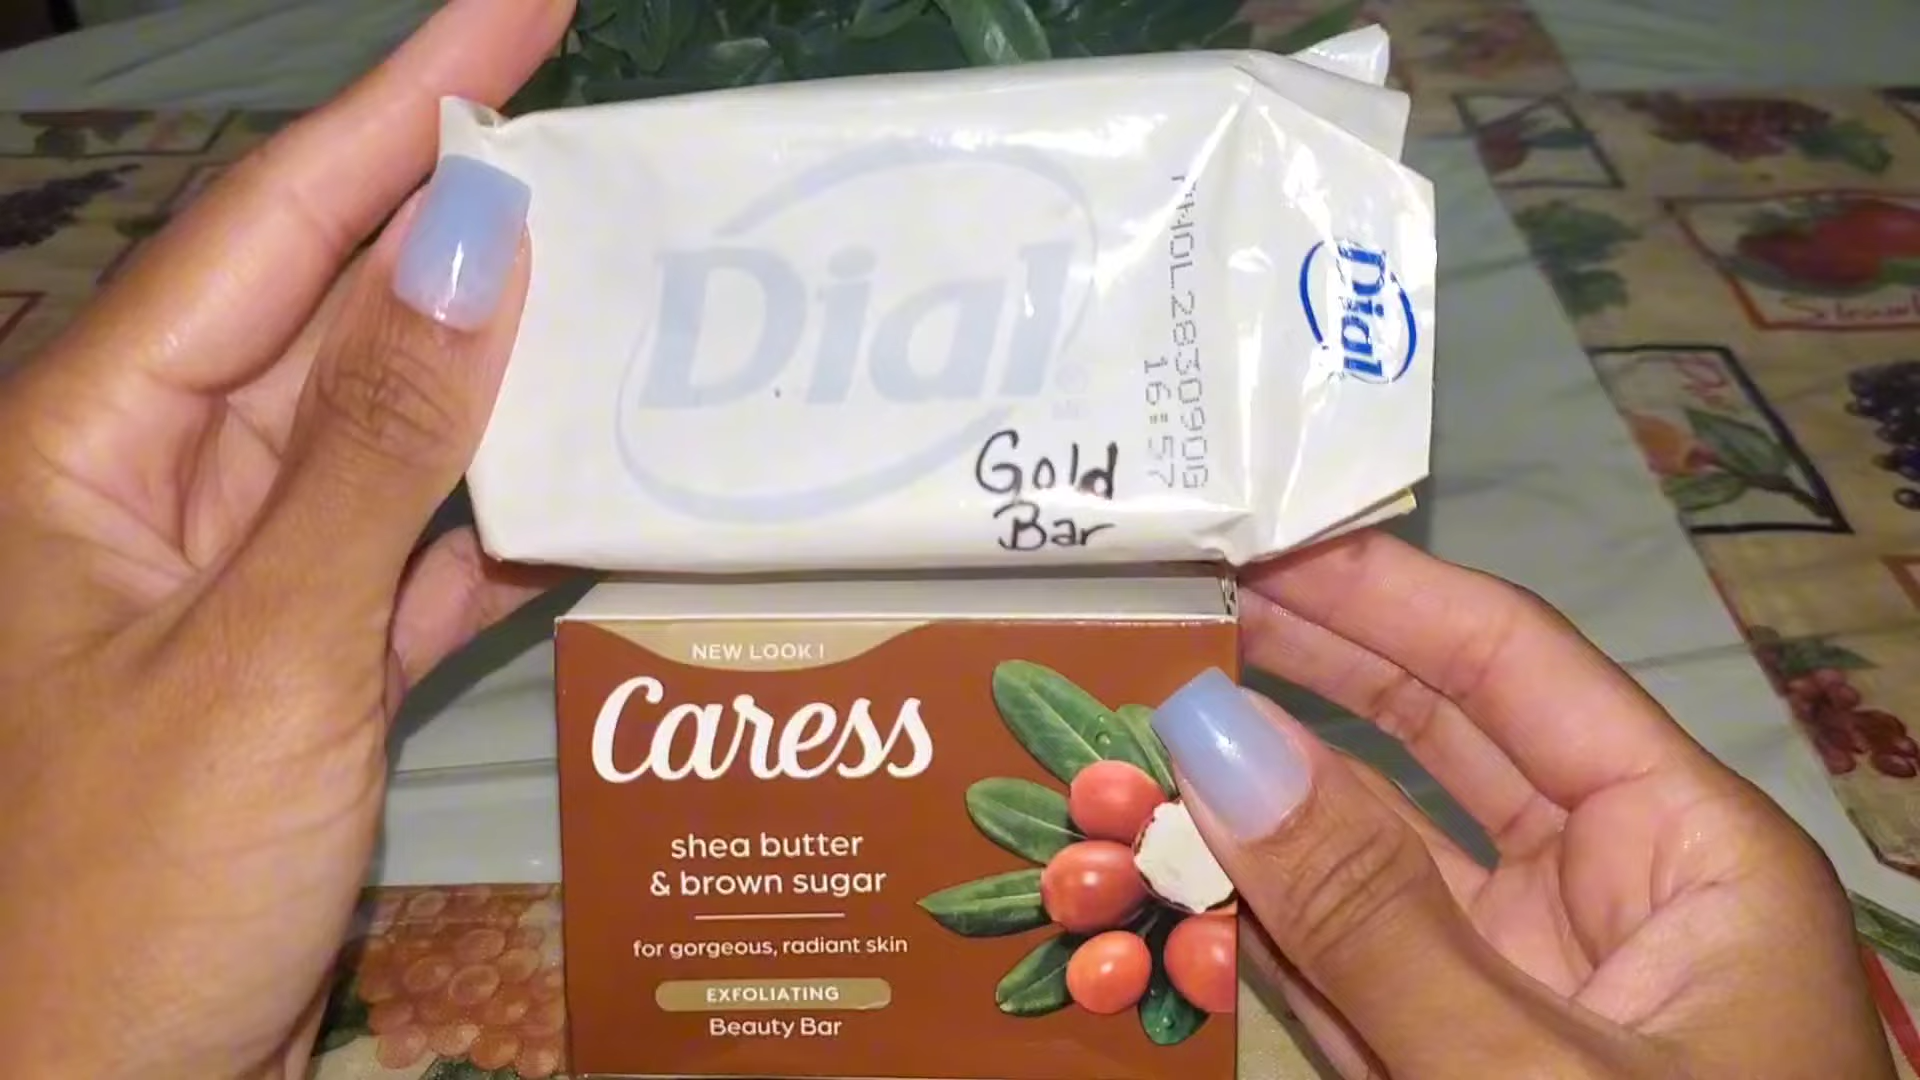 Dial
Gold
Bar
16:57
Dial
NEW LOOK!
Caress
shea butter
& brown sugar
for gorgeous, radiant skin
EXFOLIATING
Beauty Bar